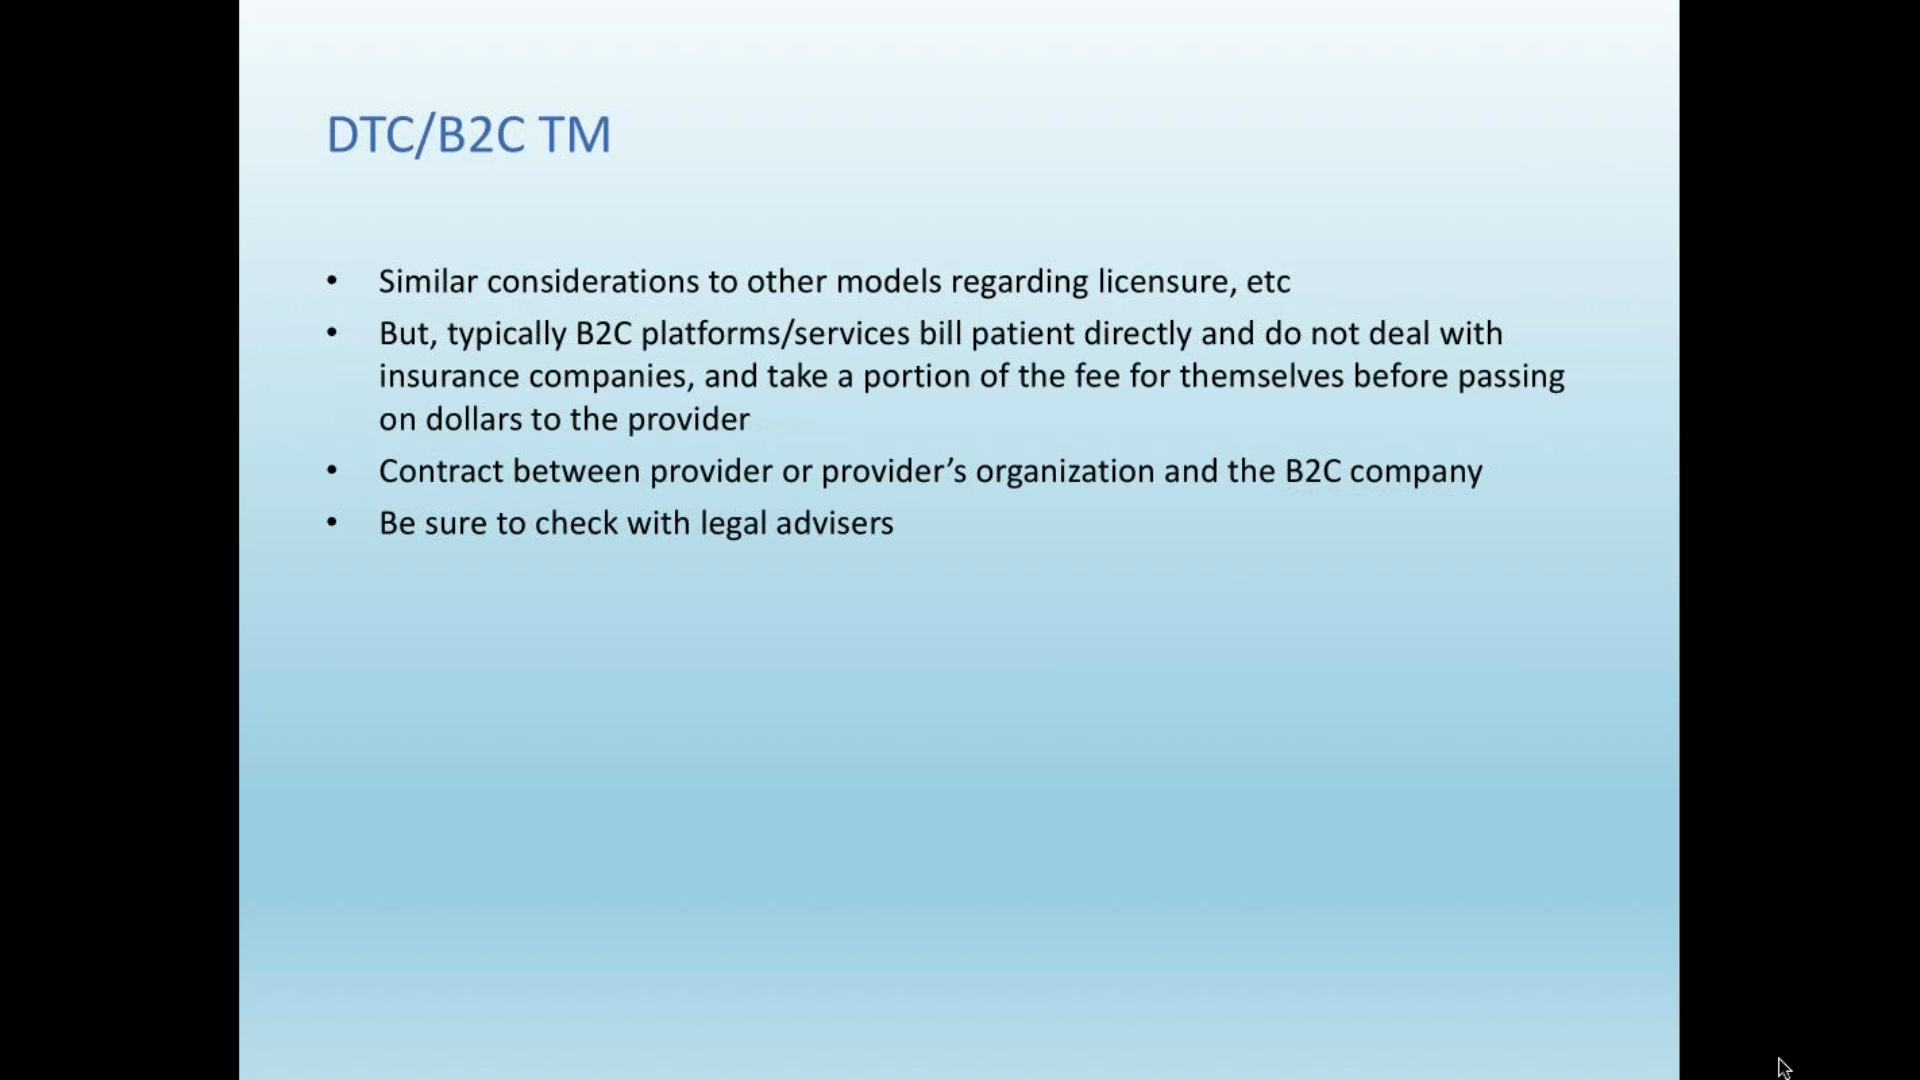 DTC/B2C TM
• Similar considerations to other models regarding licensure, etc
• But, typically B2C platforms/services bill patient directly and do not deal with
insurance companies, and take a portion of the fee for themselves before passing
on dollars to the provider
• Contract between provider or provider’s organization and the B2C company
• Be sure to check with legal advisers